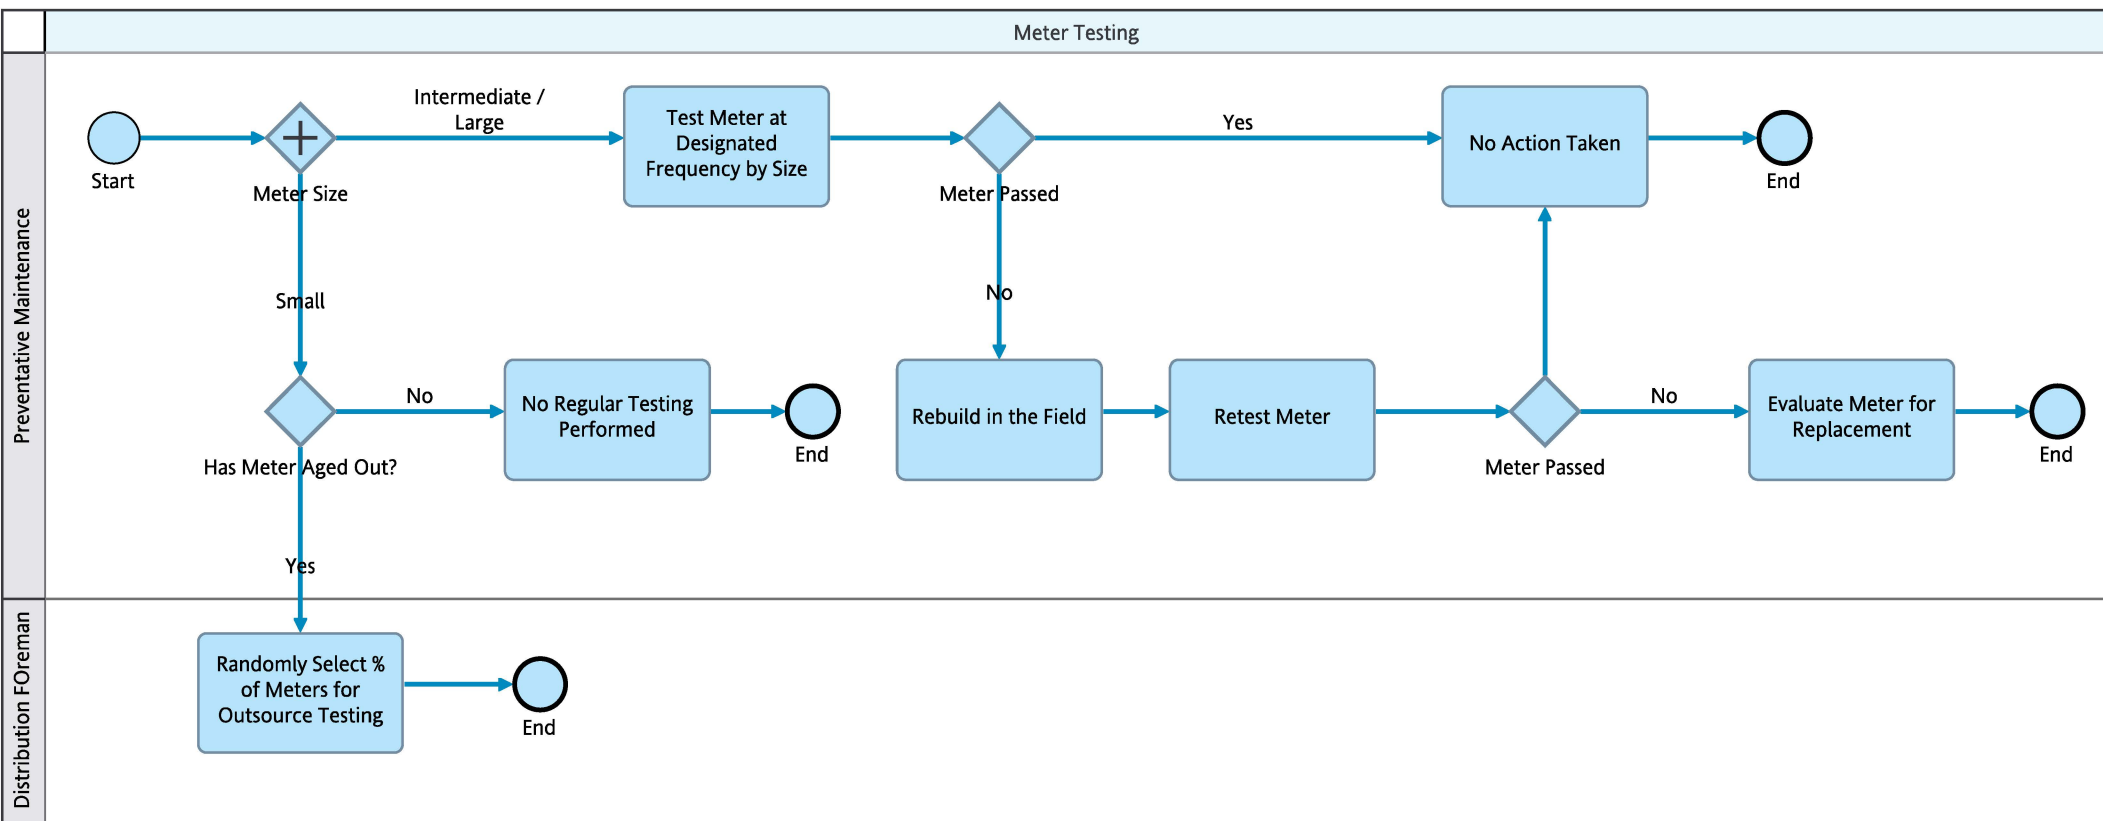 Meter Testing
Preventative Maintenance
Start
Meter Size
Intermediate /
Large
Test Meter at
Designated
Frequency by Size
Meter Passed
Yes
No Action Taken
End
Small
No
Has Meter Aged Out?
No
No Regular Testing
Performed
End
Rebuild in the Field
Retest Meter
Meter Passed
No
Evaluate Meter for
Replacement
End
Yes
Distribution FOreman
Randomly Select %
of Meters for
Outsource Testing
End